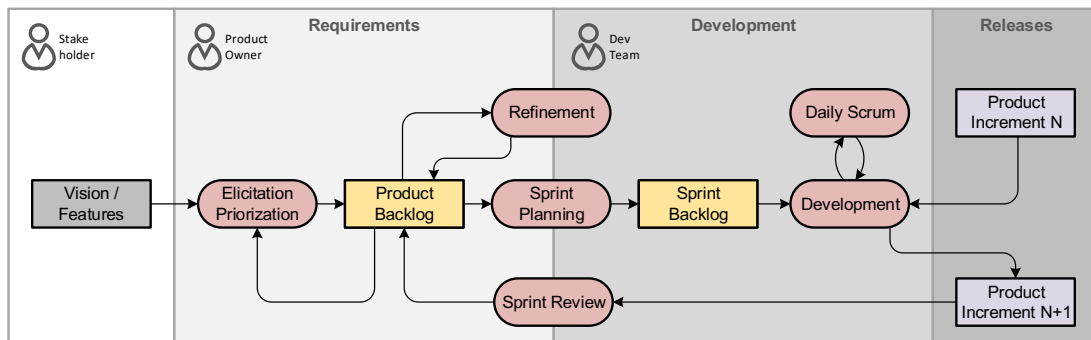 Requirements
Development
Releases
Stake
holder
Product
Owner
Dev
Team
Refinement
Daily Scrum
Product
Increment N
Vision /
Features
Elicitation
Priorization
Product
Backlog
Sprint
Planning
Sprint
Backlog
Development
Sprint Review
Product
Increment N+1